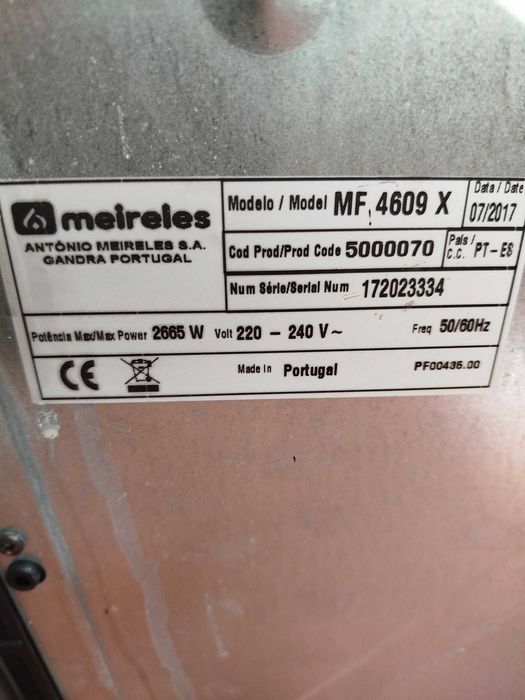 meireles
ANTÓNIO MEIRELES S.A.
GANDRA PORTUGAL
Modelo / Model MF 4609 X
Data / Date
07/2017
Cod Prod/Prod Code 5000070
País / C.C. PT-ES
Num Série/Serial Num 172023334
Potência Max/Max Power 2665 W Volt 220 - 240 V~ Freq 50/60Hz
CE Made In Portugal PF00436.00